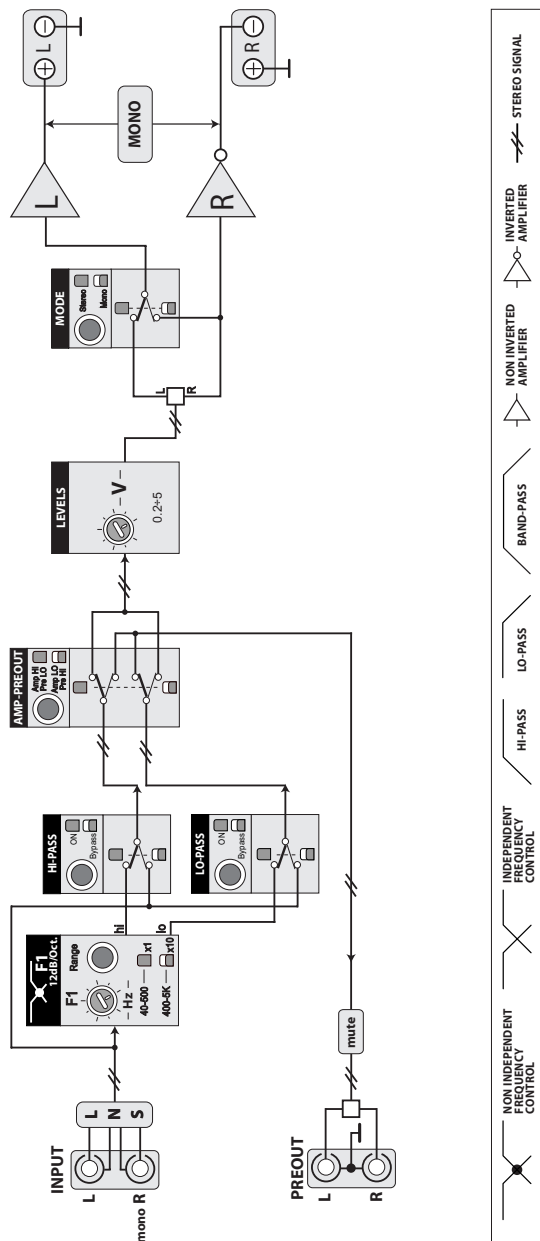 INPUT
L
mono R
L
N
S
F1
12dB/Oct.
F1
Range
Hz
40-500
x1
400-5K
x10
hi
lo
HI-PASS
ON
Bypass
LO-PASS
ON
Bypass
AMP-PREOUT
Amp HI
Pre LO
Amp LO
Pre HI
LEVELS
V
0.2÷5
L
R
MODE
Stereo
Mono
L
R
MONO
+ L −
+ R −
PREOUT
L
R
mute
NON INDEPENDENT
FREQUENCY
CONTROL
INDEPENDENT
FREQUENCY
CONTROL
HI-PASS
LO-PASS
BAND-PASS
NON INVERTED
AMPLIFIER
INVERTED
AMPLIFIER
STEREO SIGNAL